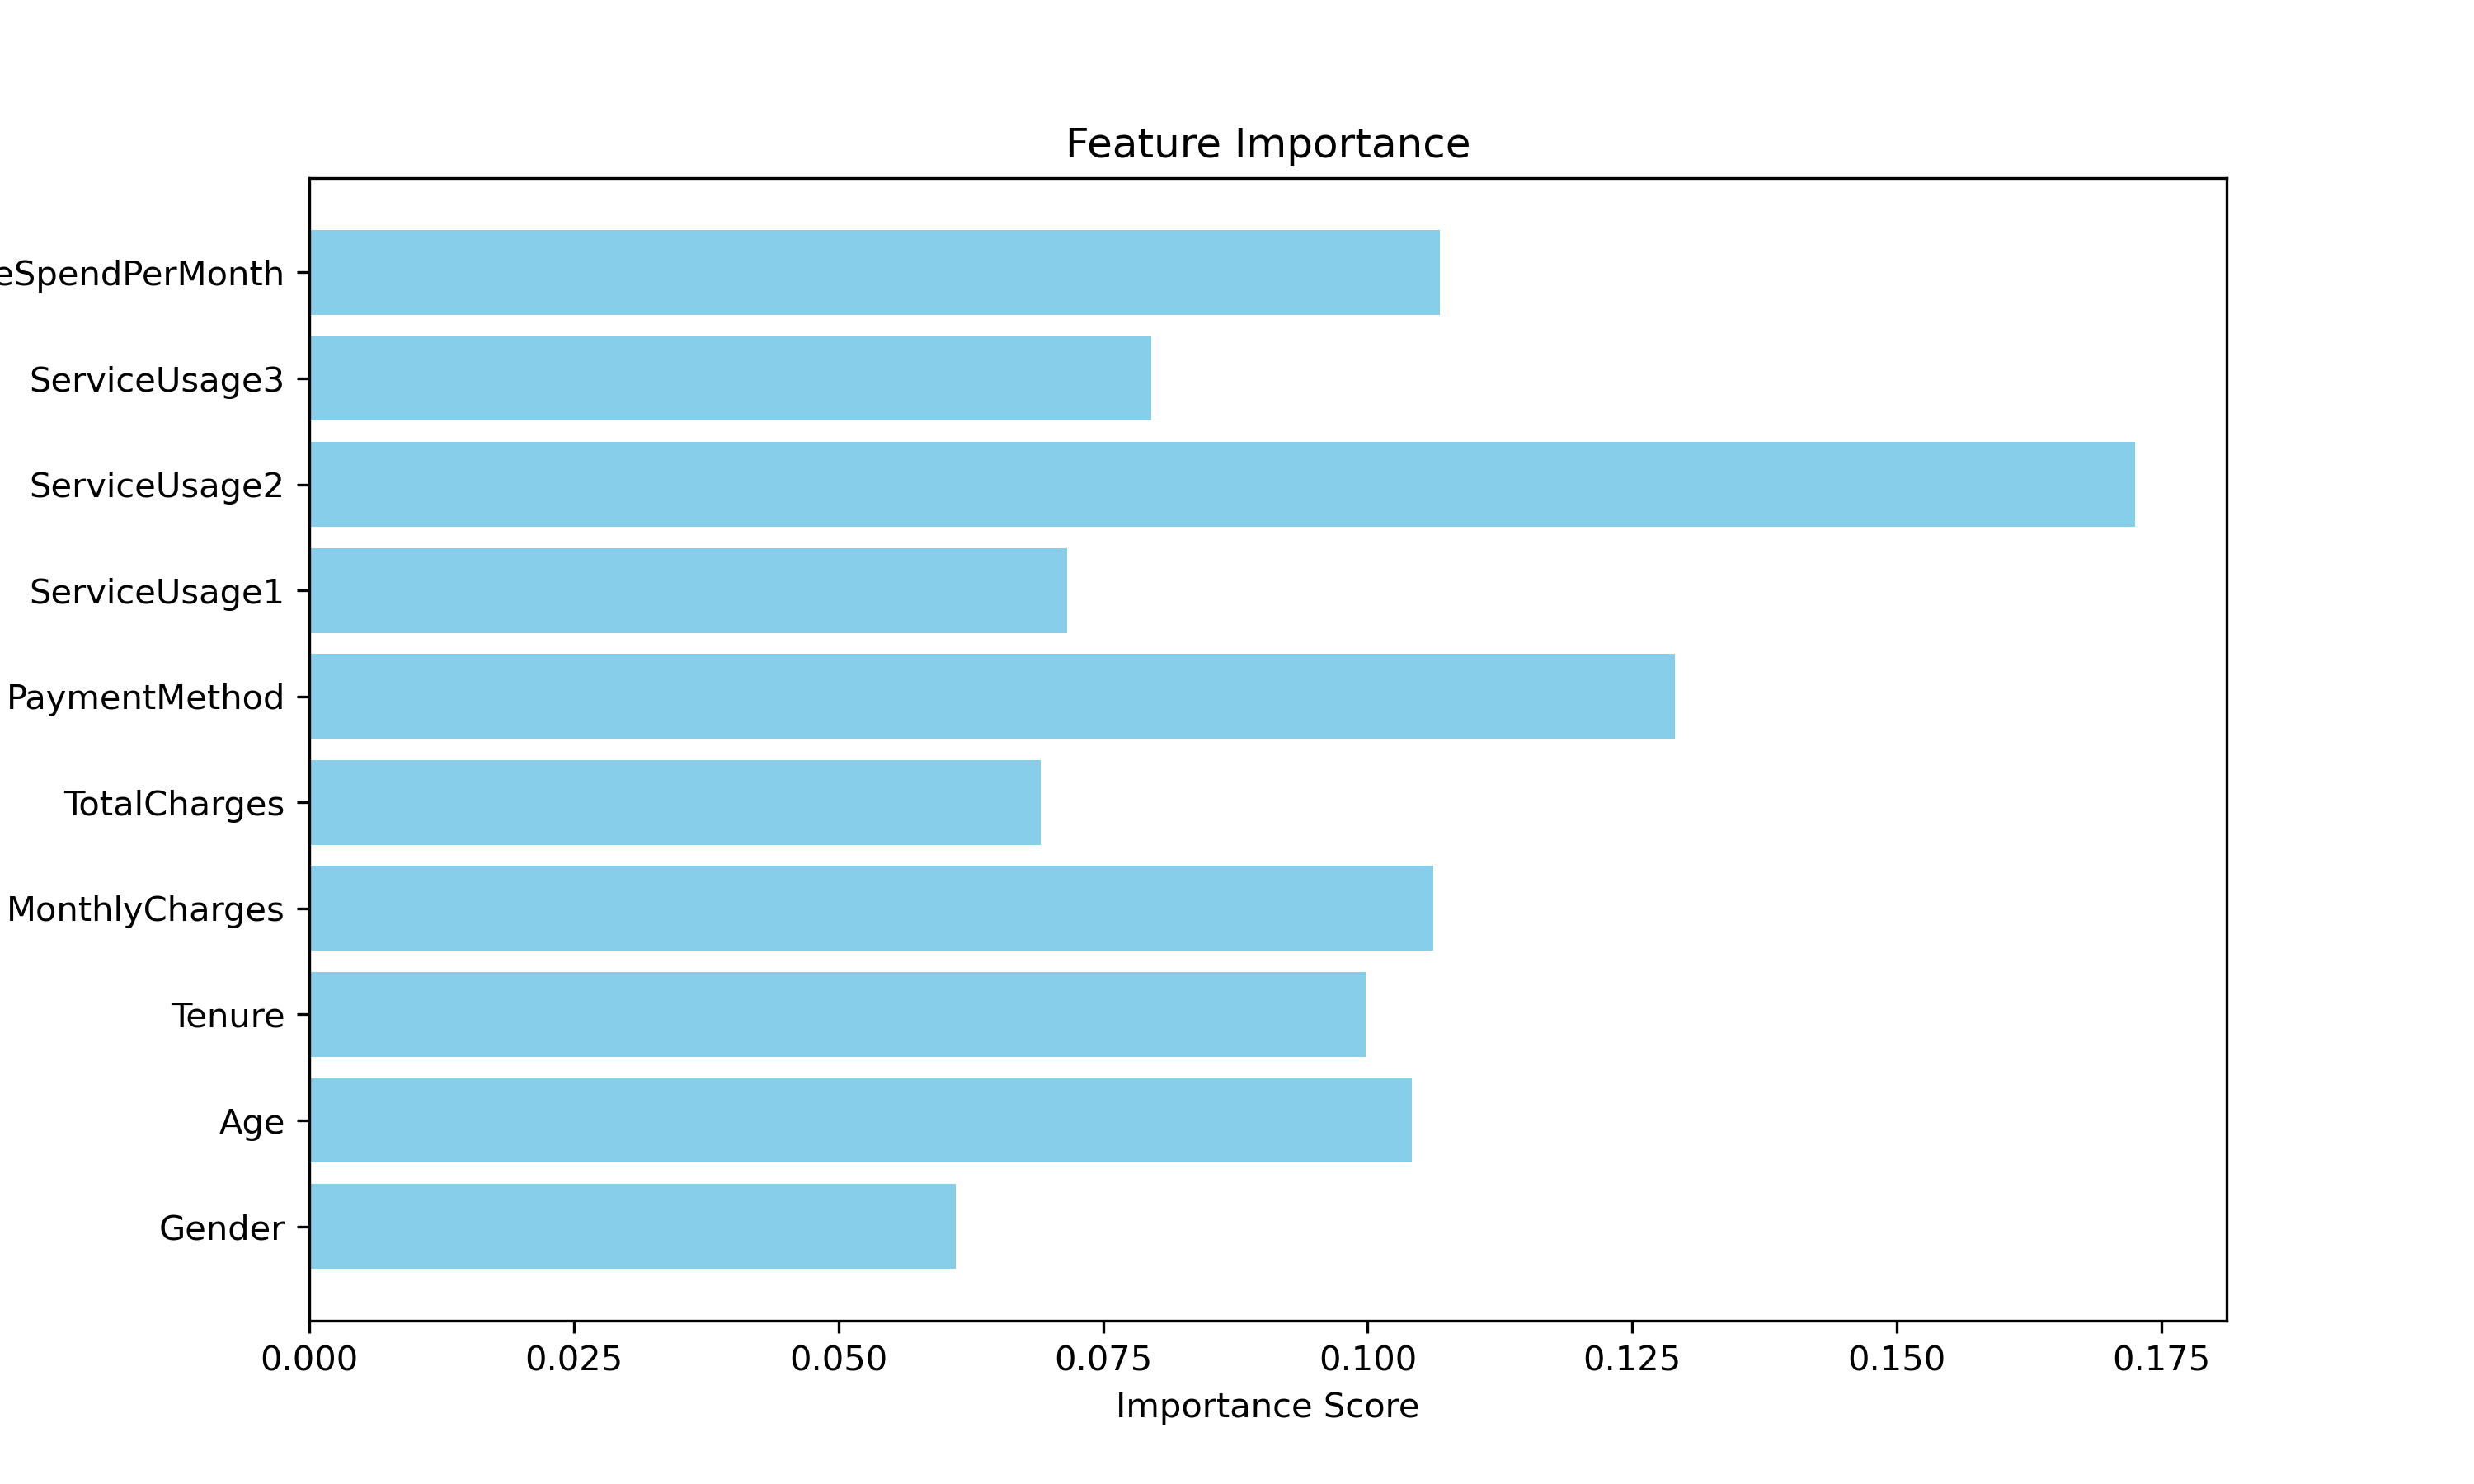 Feature Importance
eSpendPerMonth
ServiceUsage3
ServiceUsage2
ServiceUsage1
PaymentMethod
TotalCharges
MonthlyCharges
Tenure
Age
Gender
0.000 0.025 0.050 0.075 0.100 0.125 0.150 0.175
Importance Score